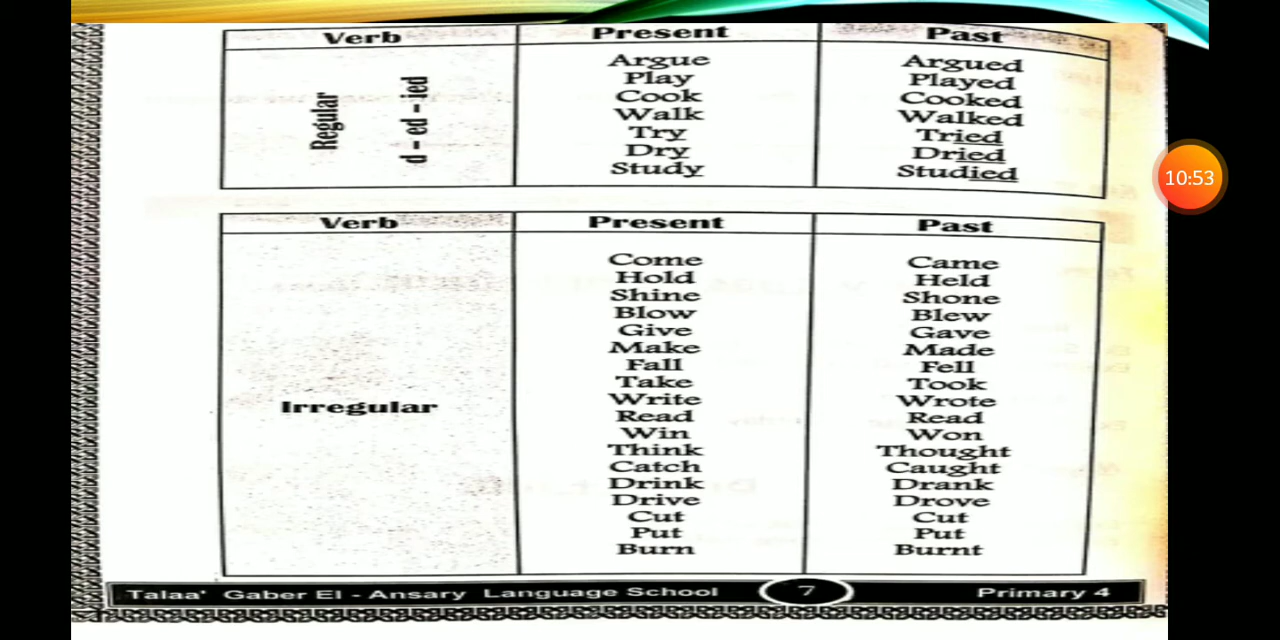 Verb Present Past
Regular
d – ed – ied
Argue Argued
Play Played
Cook Cooked
Walk Walked
Try Tried
Dry Dried
Study Studied
Verb Present Past
Irregular
Come Came
Hold Held
Shine Shone
Blow Blew
Give Gave
Make Made
Fall Fell
Take Took
Write Wrote
Read Read
Win Won
Think Thought
Catch Caught
Drink Drank
Drive Drove
Cut Cut
Put Put
Burn Burnt
Talaa' Gaber El - Ansary Language School 7 Primary 4
10:53